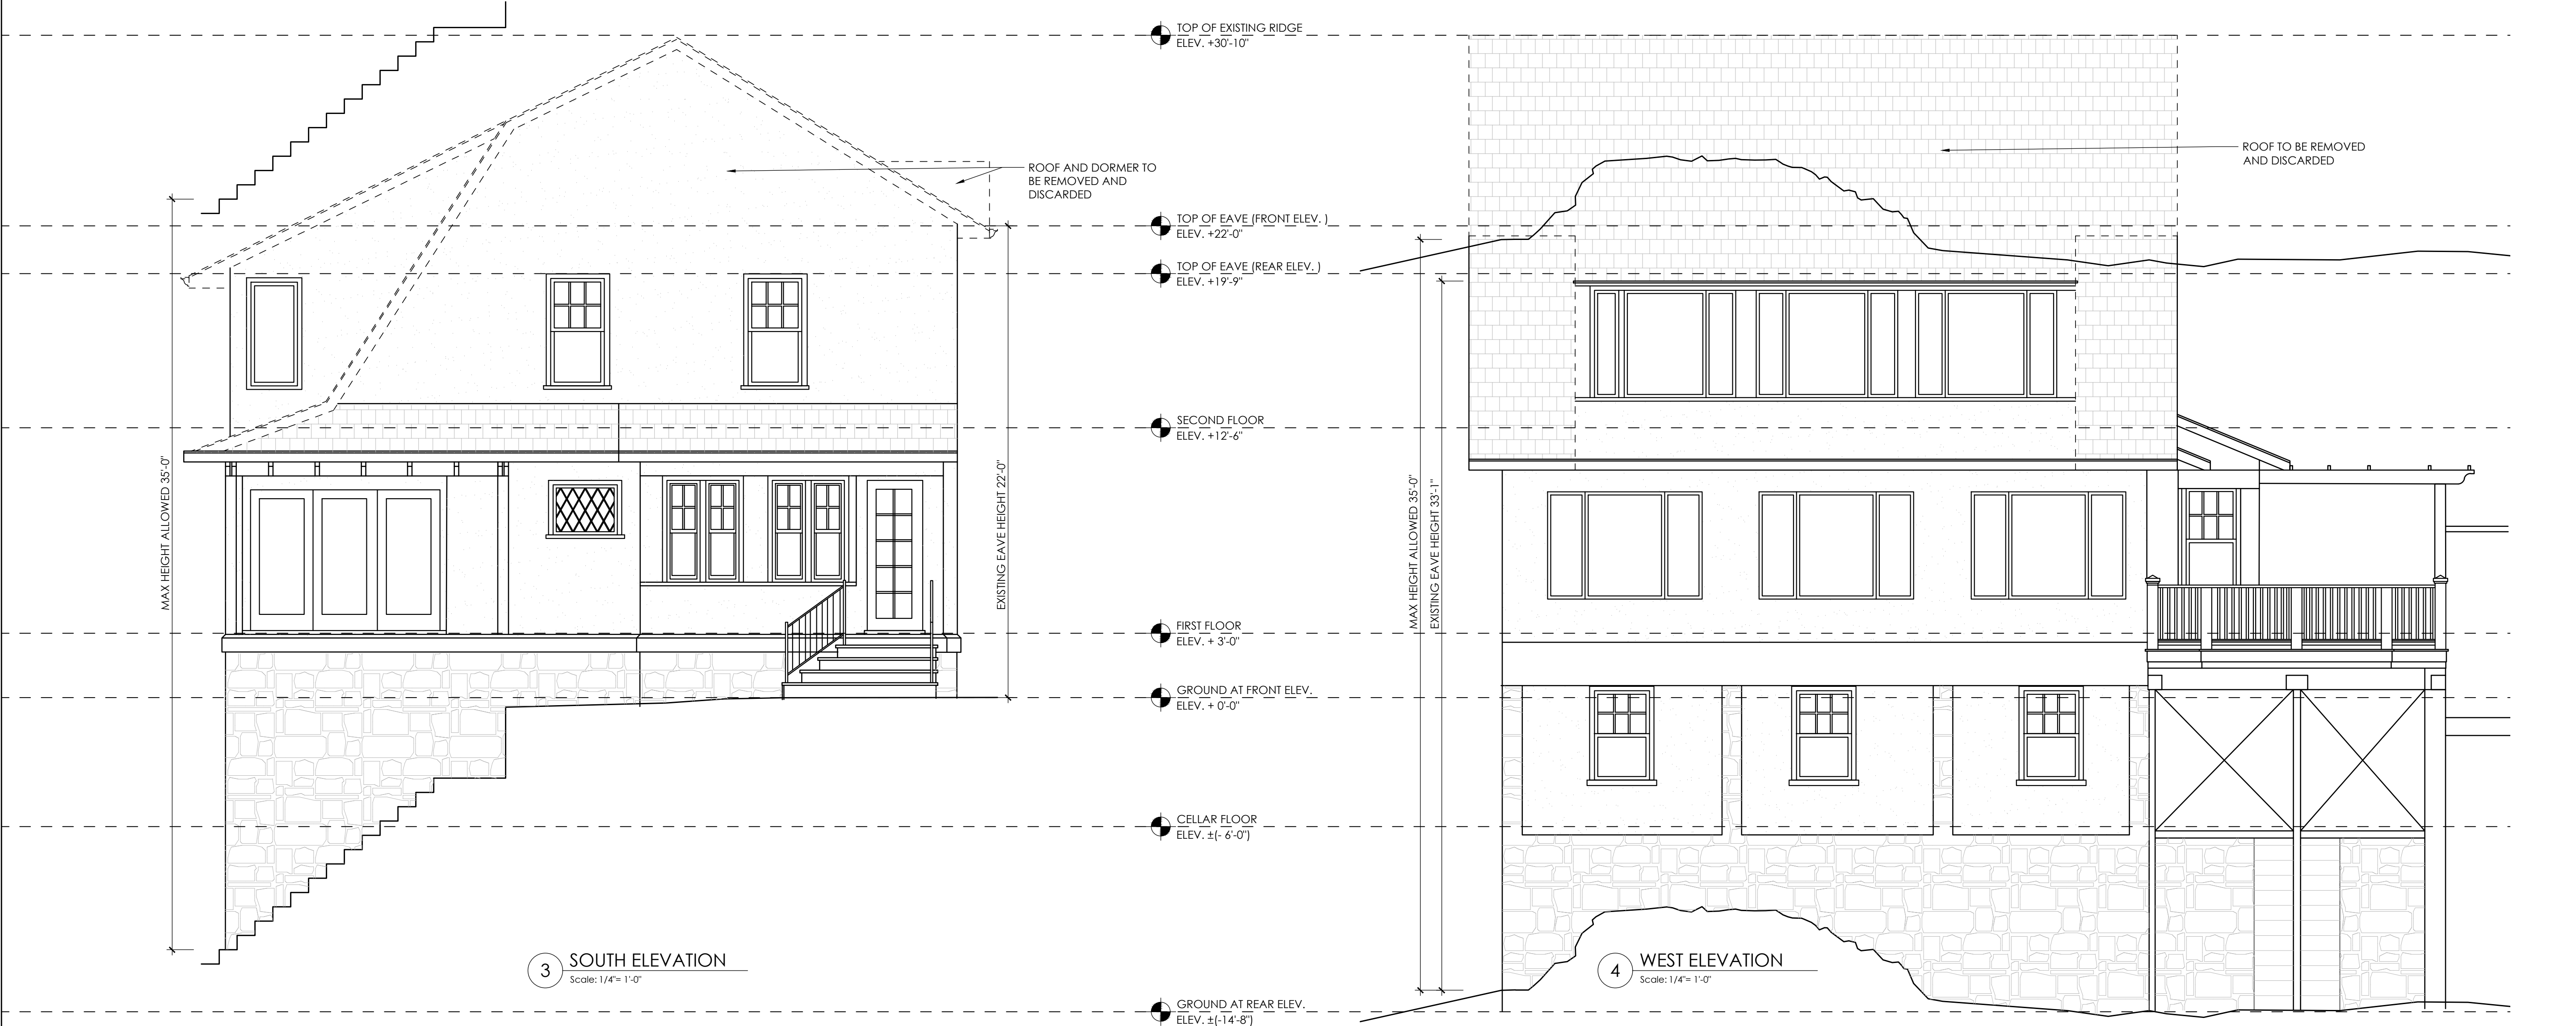 TOP OF EXISTING RIDGE
ELEV. +30'-10"
ROOF AND DORMER TO
BE REMOVED AND
DISCARDED
ROOF TO BE REMOVED
AND DISCARDED
TOP OF EAVE (FRONT ELEV. )
ELEV. +22'-0"
TOP OF EAVE (REAR ELEV. )
ELEV. +19'-9"
SECOND FLOOR
ELEV. +12'-6"
MAX HEIGHT ALLOWED 35'-0"
EXISTING EAVE HEIGHT 22'-0"
MAX HEIGHT ALLOWED 35'-0"
EXISTING EAVE HEIGHT 33'-1"
FIRST FLOOR
ELEV. + 3'-0"
GROUND AT FRONT ELEV.
ELEV. + 0'-0"
CELLAR FLOOR
ELEV. ±(- 6'-0")
3 SOUTH ELEVATION
Scale: 1/4"= 1'-0"
4 WEST ELEVATION
Scale: 1/4"= 1'-0"
GROUND AT REAR ELEV.
ELEV. ±(-14'-8")